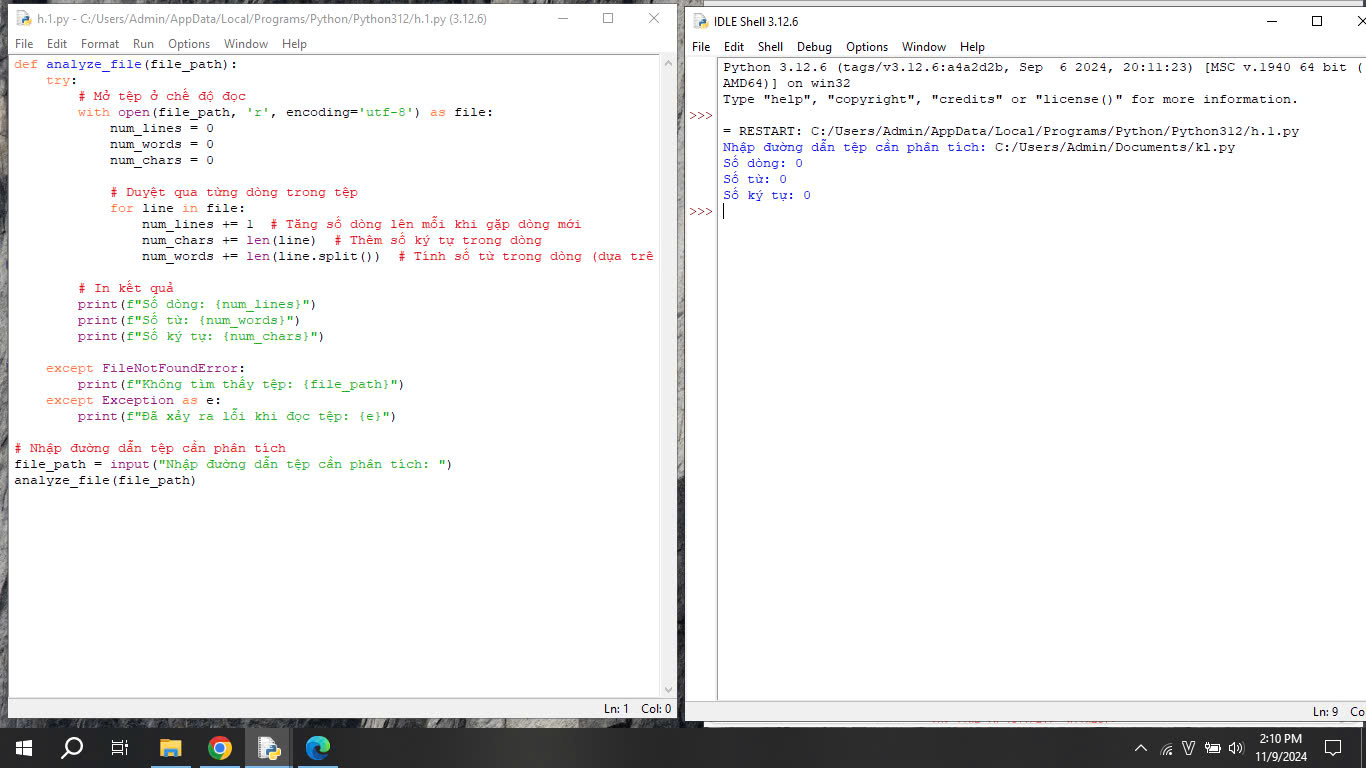 h.1.py - C:/Users/Admin/AppData/Local/Programs/Python/Python312/h.1.py (3.12.6)
File Edit Format Run Options Window Help
def analyze_file(file_path):
    try:
        # Mở tệp ở chế độ đọc
        with open(file_path, 'r', encoding='utf-8') as file:
            num_lines = 0
            num_words = 0
            num_chars = 0
            # Duyệt qua từng dòng trong tệp
            for line in file:
                num_lines += 1  # Tăng số dòng lên mỗi khi gặp dòng mới
                num_chars += len(line)  # Thêm số ký tự trong dòng
                num_words += len(line.split())  # Tính số từ trong dòng (dựa trê
        # In kết quả
        print(f"Số dòng: {num_lines}")
        print(f"Số từ: {num_words}")
        print(f"Số ký tự: {num_chars}")
    except FileNotFoundError:
        print(f"Không tìm thấy tệp: {file_path}")
    except Exception as e:
        print(f"Đã xảy ra lỗi khi đọc tệp: {e}")
# Nhập đường dẫn tệp cần phân tích
file_path = input("Nhập đường dẫn tệp cần phân tích: ")
analyze_file(file_path)
Ln: 1 Col: 0
IDLE Shell 3.12.6
File Edit Shell Debug Options Window Help
Python 3.12.6 (tags/v3.12.6:a4a2d2b, Sep  6 2024, 20:11:23) [MSC v.1940 64 bit (
AMD64)] on win32
Type "help", "copyright", "credits" or "license()" for more information.
>>>
= RESTART: C:/Users/Admin/AppData/Local/Programs/Python/Python312/h.1.py
Nhập đường dẫn tệp cần phân tích: C:/Users/Admin/Documents/kl.py
Số dòng: 0
Số từ: 0
Số ký tự: 0
>>>
Ln: 9 Co
2:10 PM
11/9/2024